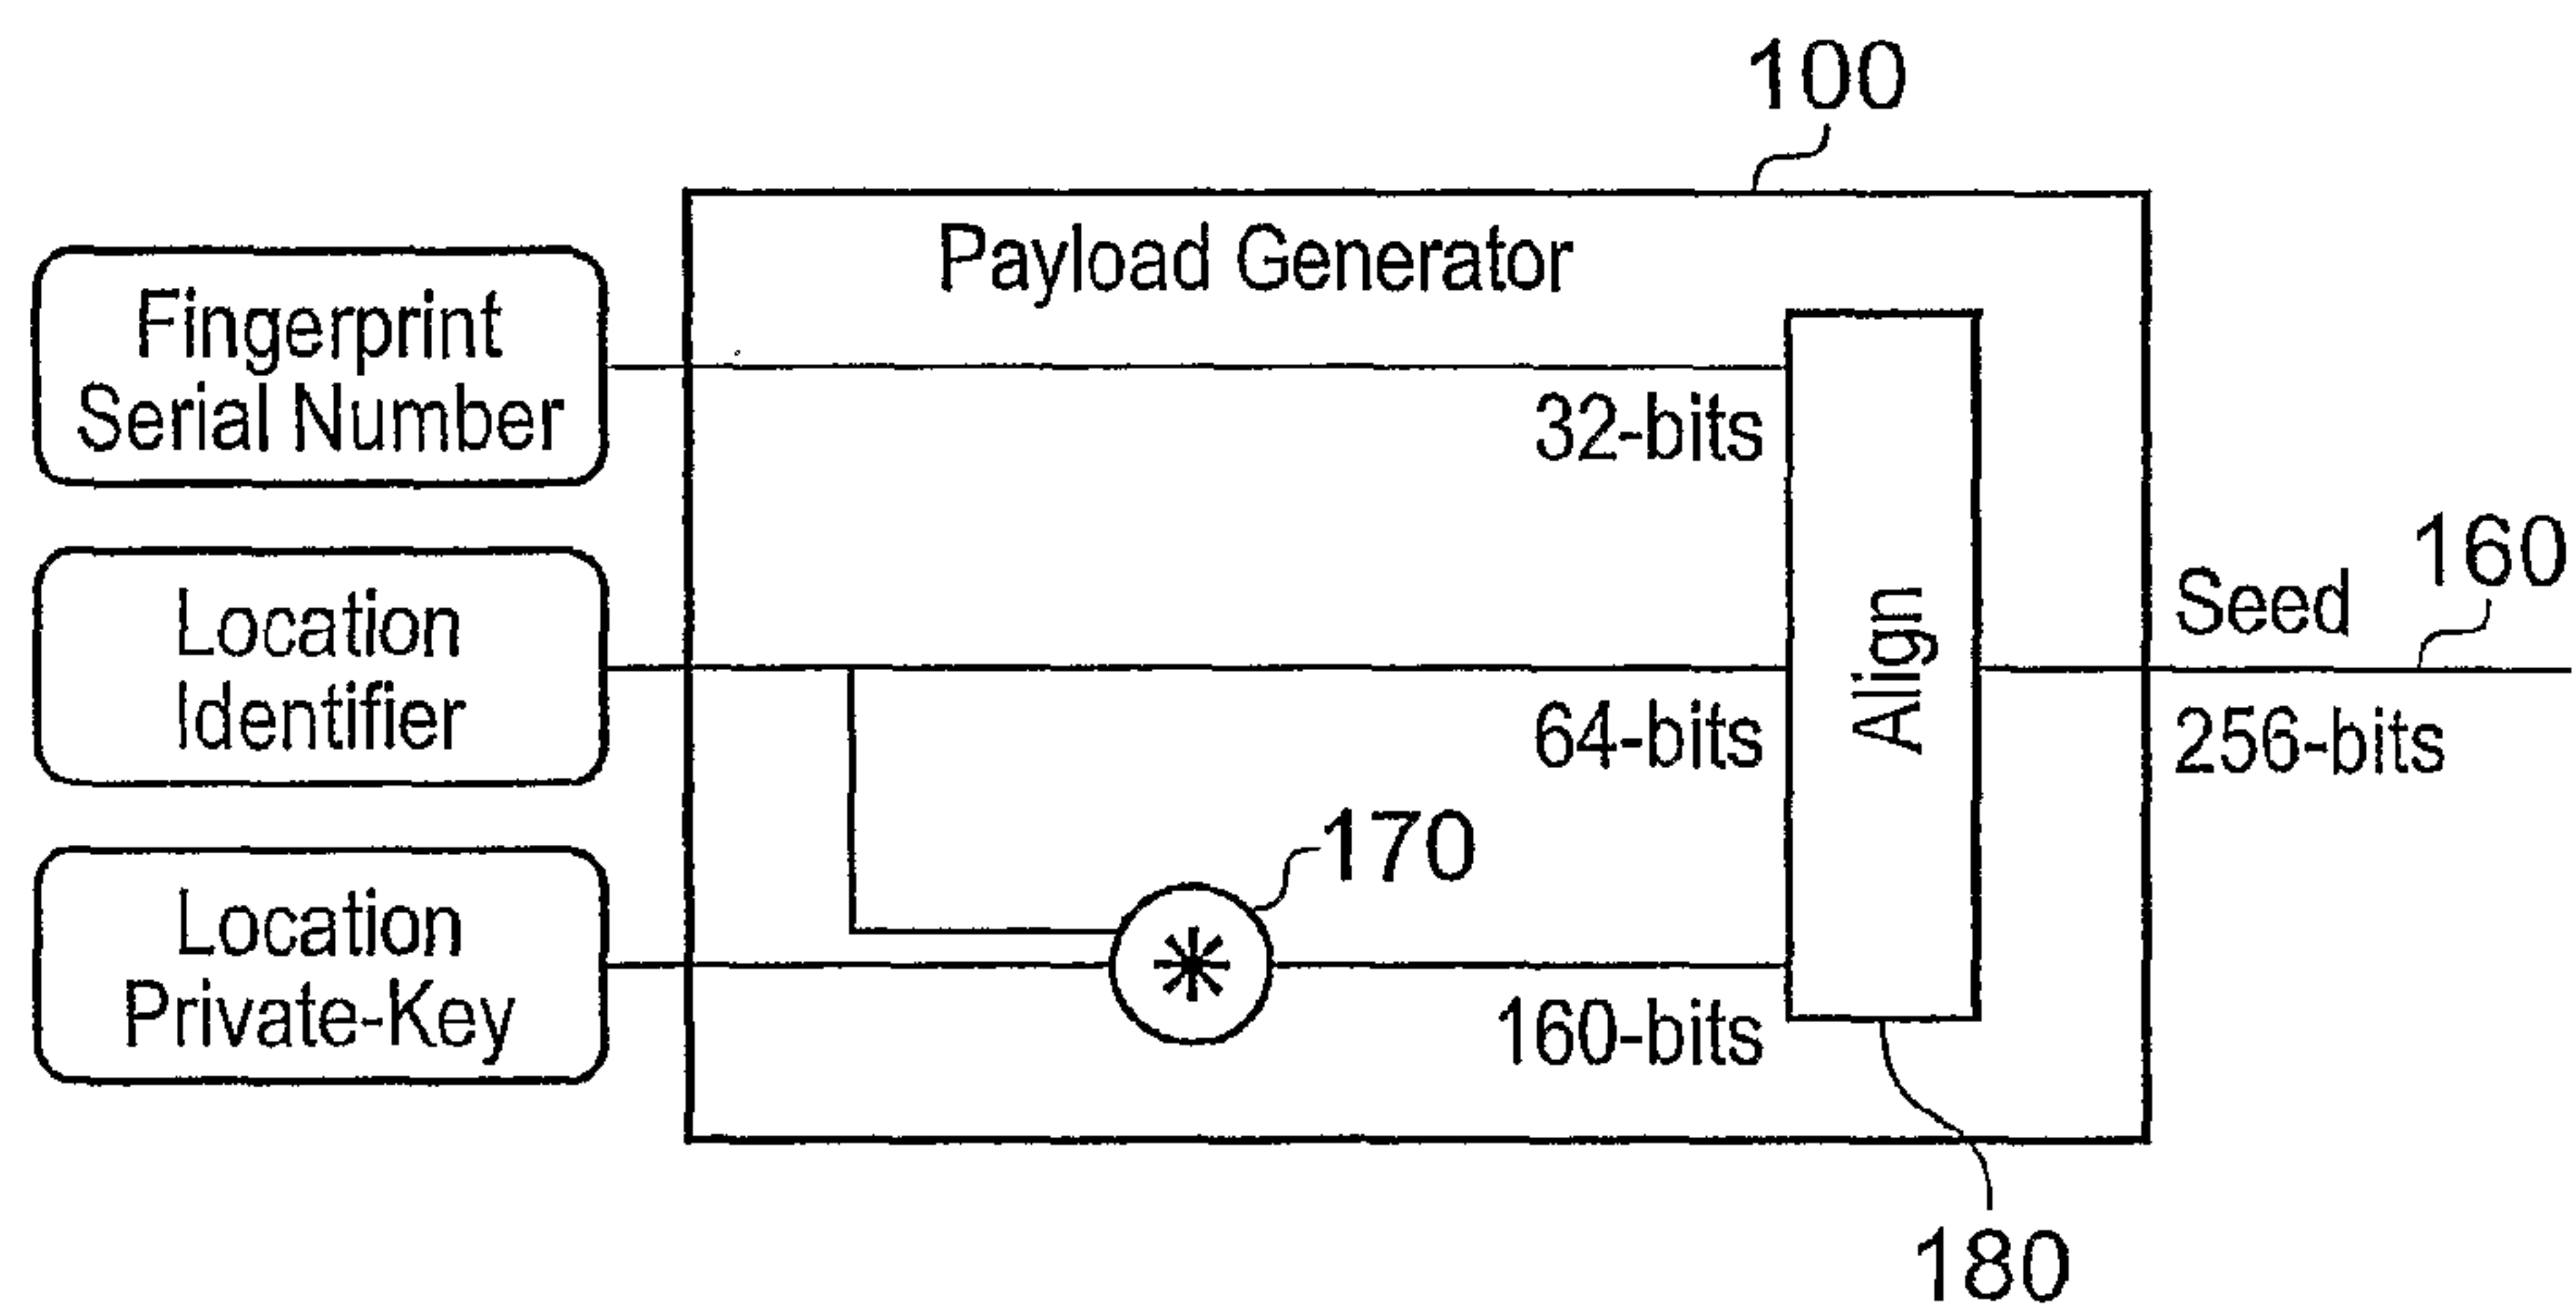 100
Payload Generator
Fingerprint
Serial Number
32-bits
Location
Identifier
64-bits
Align
Seed
160
256-bits
170
Location
Private-Key
*
160-bits
180